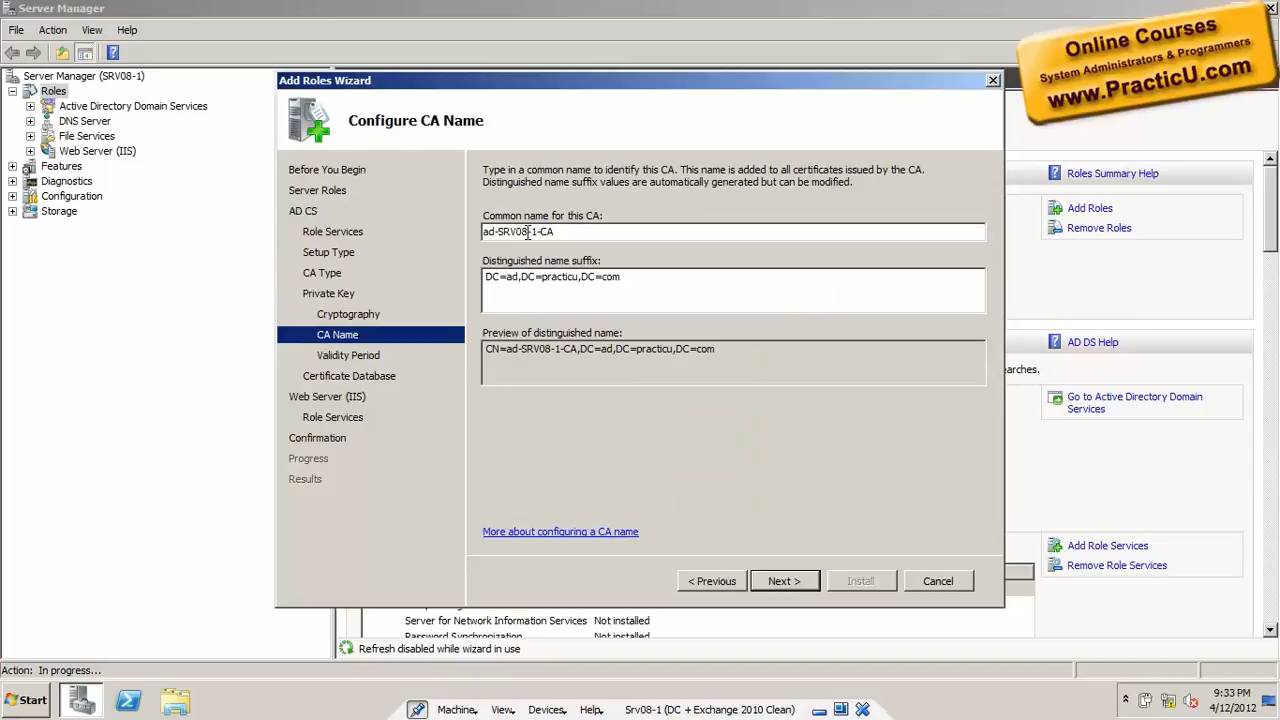 Server Manager
File Action View Help
Online Courses
System Administrators & Programmers
www.PracticU.com
Server Manager (SRV08-1)
Roles
Active Directory Domain Services
DNS Server
File Services
Web Server (IIS)
Features
Diagnostics
Configuration
Storage
Add Roles Wizard
Configure CA Name
Before You Begin
Server Roles
AD CS
Role Services
Setup Type
CA Type
Private Key
Cryptography
CA Name
Validity Period
Certificate Database
Web Server (IIS)
Role Services
Confirmation
Progress
Results
Type in a common name to identify this CA. This name is added to all certificates issued by the CA.
Distinguished name suffix values are automatically generated but can be modified.
Common name for this CA:
ad-SRV08-1-CA
Distinguished name suffix:
DC=ad,DC=practicu,DC=com
Preview of distinguished name:
CN=ad-SRV08-1-CA,DC=ad,DC=practicu,DC=com
More about configuring a CA name
< Previous Next > Install Cancel
Roles Summary Help
Add Roles
Remove Roles
AD DS Help
earches.
Go to Active Directory Domain
Services
Add Role Services
Remove Role Services
Server for Network Information Services Not installed
Password Synchronization Not installed
Refresh disabled while wizard in use
Action: In progress...
Start
Machine View Devices Help Srv08-1 (DC + Exchange 2010 Clean)
9:33 PM
4/12/2012